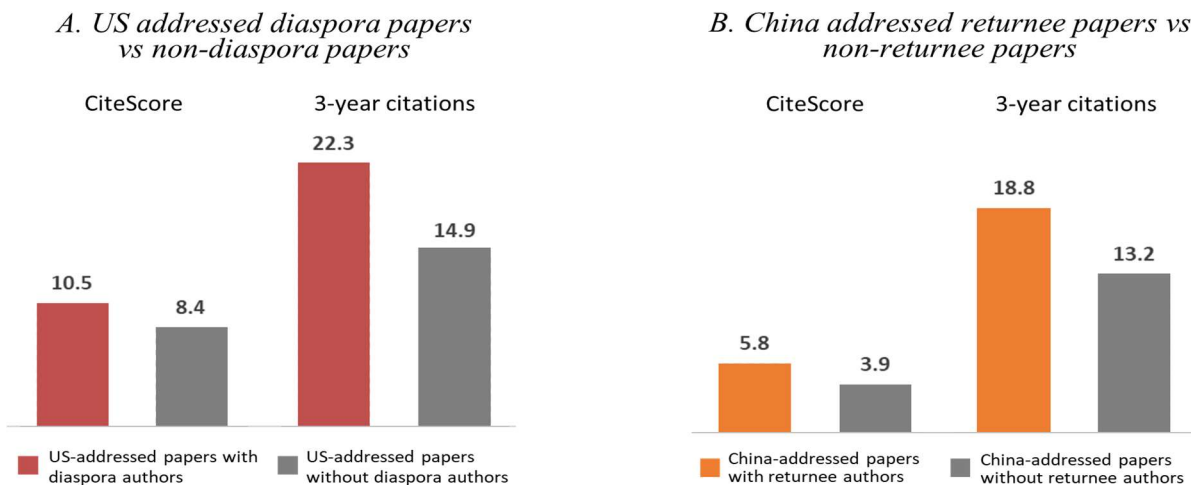 A. US addressed diaspora papers
vs non-diaspora papers
CiteScore
3-year citations
22.3
14.9
10.5
8.4
US-addressed papers with
diaspora authors
US-addressed papers
without diaspora authors
B. China addressed returnee papers vs
non-returnee papers
CiteScore
3-year citations
18.8
13.2
5.8
3.9
China-addressed papers
with returnee authors
China-addressed papers
without returnee authors